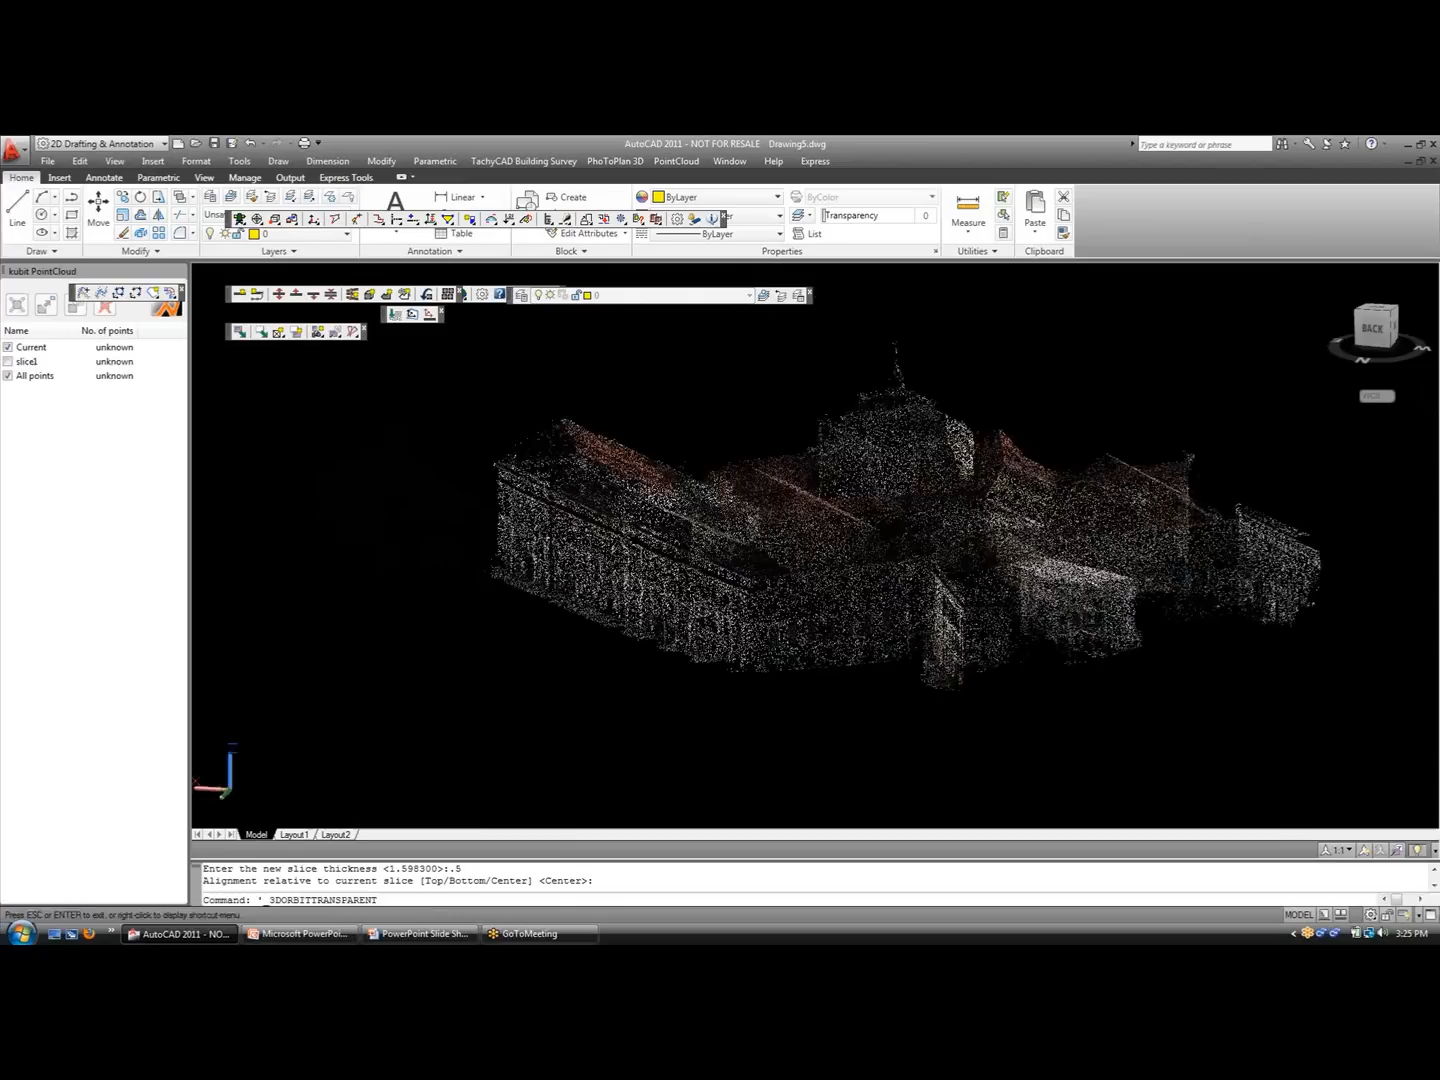 2D Drafting & Annotation
AutoCAD 2011 - NOT FOR RESALE Drawing5.dwg
Type a keyword or phrase
File Edit View Insert Format Tools Draw Dimension Modify Parametric TachyCAD Building Survey PhoToPlan 3D PointCloud Window Help Express
Home Insert Annotate Parametric View Manage Output Express Tools
Line
Move
A
Linear
Create
ByLayer
ByColor
Measure
Paste
Unsa
er
Transparency 0
0
Table
Edit Attributes
ByLayer
List
Draw Modify Layers Annotation Block Properties Utilities Clipboard
kubit PointCloud
0
Name No. of points
Current unknown
slice1 unknown
All points unknown
BACK
N
Model Layout1 Layout2
1:1
Enter the new slice thickness <1.598300>:.5
Alignment relative to current slice [Top/Bottom/Center] <Center>:
Command: '_3DORBITTRANSPARENT
Press ESC or ENTER to exit, or right-click to display shortcut-menu.
MODEL
AutoCAD 2011 - NO...
Microsoft PowerPoi...
PowerPoint Slide Sh...
GoToMeeting
3:25 PM